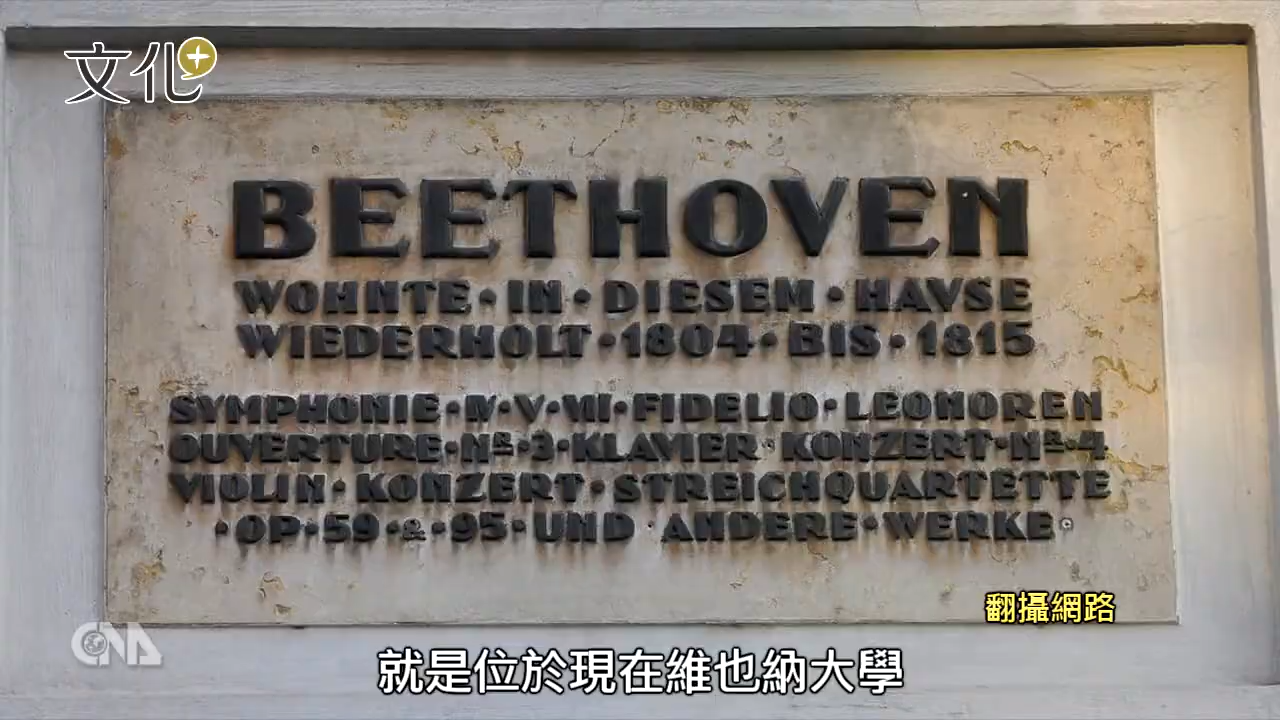 文化+
BEETHOVEN
WOHNTE·IN·DIESEM·HAVSE
WIEDERHOLT·1804·BIS·1815
SYMPHONIE·IV·V·VII·FIDELIO·LEONOREN
OUVERTURE·NR·3·KLAVIER·KONZERT·NR·4
VIOLIN·KONZERT·STREICHQUARTETTE
·OP·59·&·95·UND·ANDERE·WERKE·
翻攝網路
CNA
就是位於現在維也納大學